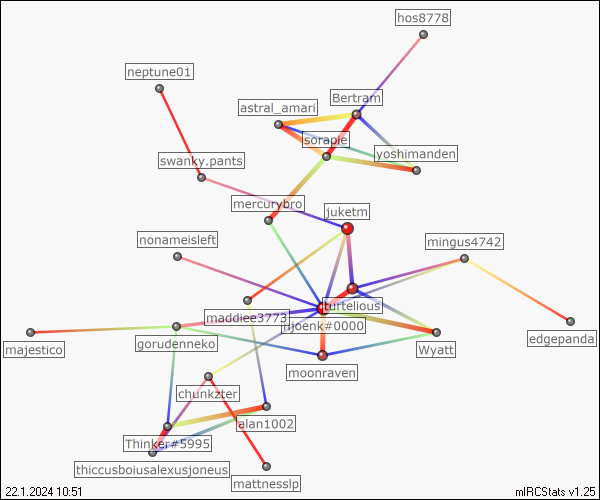 hos8778
neptune01
Bertram
astral_amari
sorapie
yoshimanden
swanky.pants
mercurybro
juketm
nonameisleft
mingus4742
turtelious
maddiee3773
djoenk#0000
edgepanda
majestico
gorudenneko
Wyatt
moonraven
chunkzter
alan1002
Thinker#5995
thiccusboiusalexusjoneus
mattnesslp
22.1.2024 10:51
mIRCStats v1.25